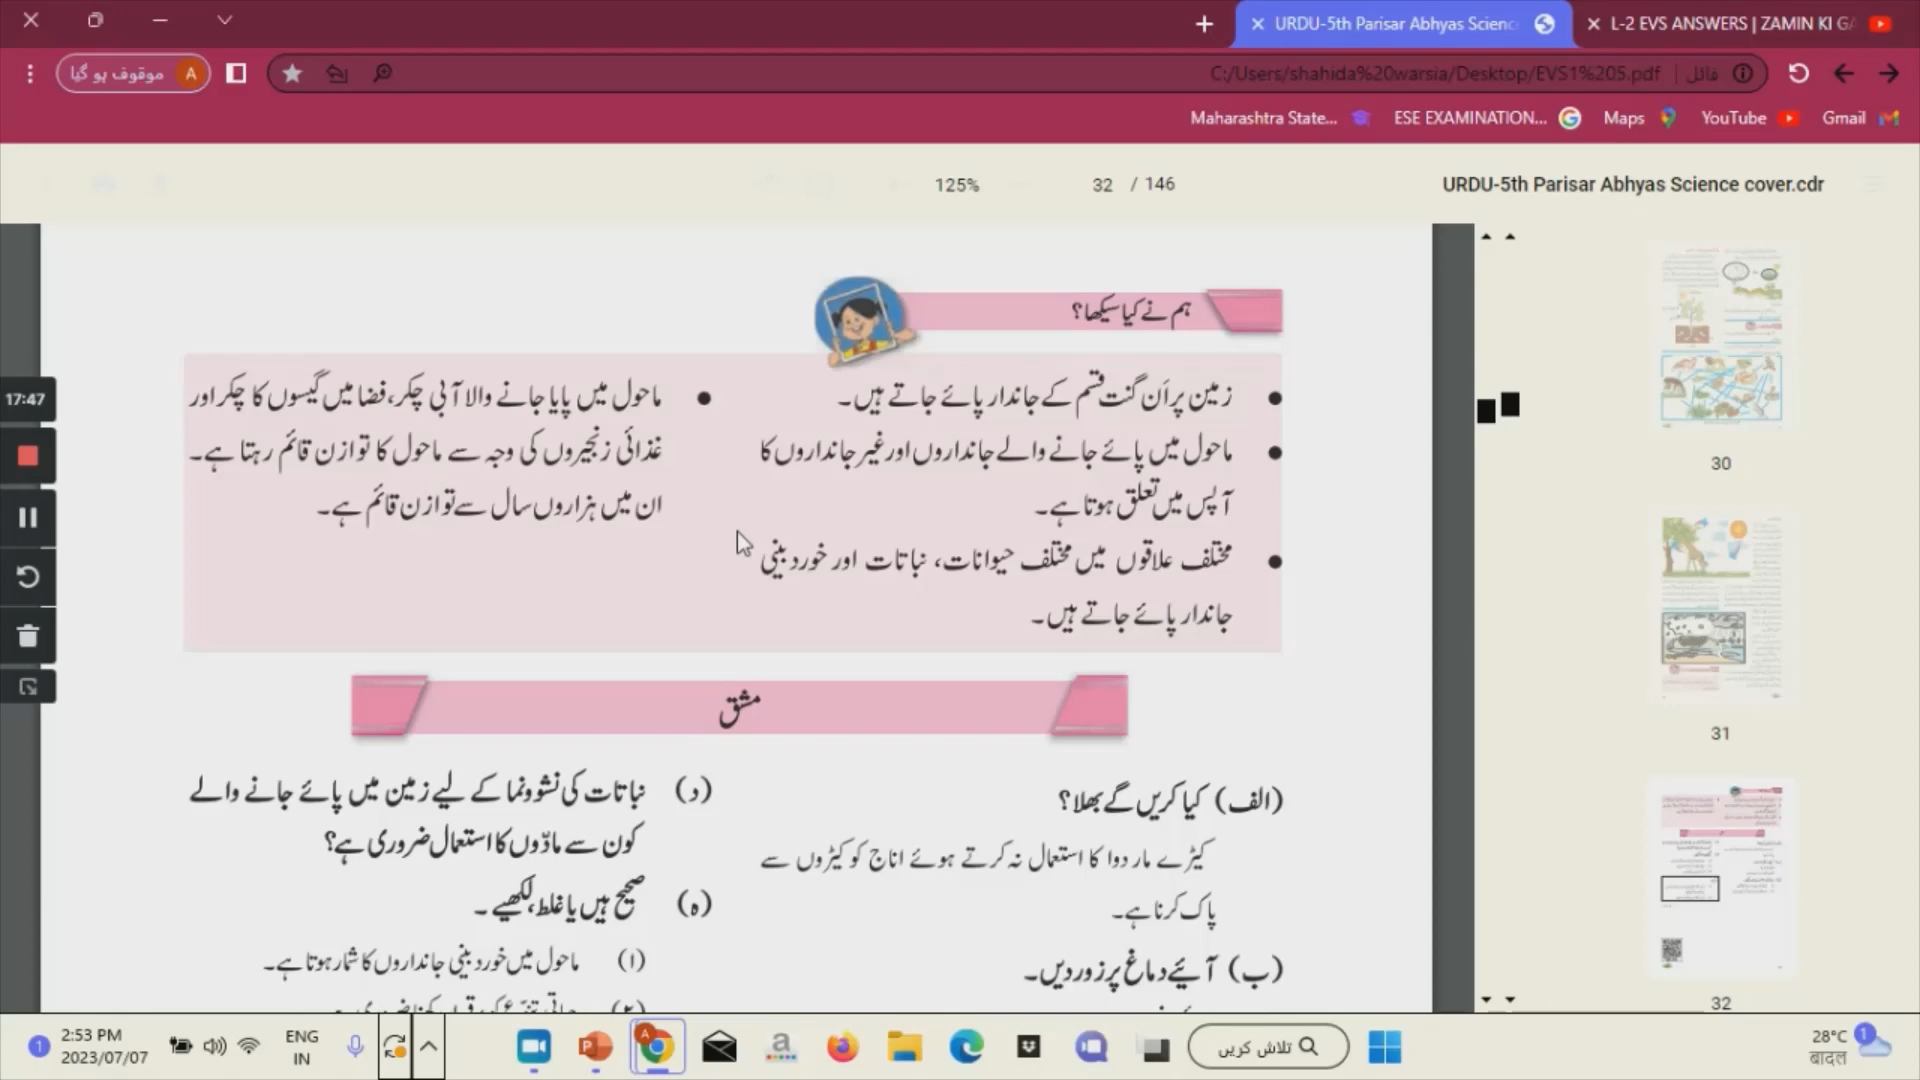 URDU-5th Parisar Abhyas Scienc
L-2 EVS ANSWERS | ZAMIN KI GA
موقوف ہو گیا
A
C:/Users/shahida%20warsia/Desktop/EVS1%205.pdf
فائل
Maharashtra State...
ESE EXAMINATION...
Maps
YouTube
Gmail
125%
32 / 146
URDU-5th Parisar Abhyas Science cover.cdr
ہم نے کیا سیکھا؟
زمین پر اَن گنت قسم کے جاندار پائے جاتے ہیں۔
ماحول میں پائے جانے والے جانداروں اور غیر جانداروں کا
آپس میں تعلق ہوتا ہے۔
مختلف علاقوں میں مختلف حیوانات، نباتات اور خورد بینی
جاندار پائے جاتے ہیں۔
ماحول میں پایا جانے والا آبی چکر، فضا میں گیسوں کا چکر اور
غذائی زنجیروں کی وجہ سے ماحول کا توازن قائم رہتا ہے۔
ان میں ہزاروں سال سے توازن قائم ہے۔
مشق
(الف) کیا کریں گے بھلا؟
کیڑے مار دوا کا استعمال نہ کرتے ہوئے اناج کو کیڑوں سے
پاک کرنا ہے۔
(ب) آئیے دماغ پر زور دیں۔
(د) نباتات کی نشوونما کے لیے زمین میں پائے جانے والے
کون سے مادّوں کا استعمال ضروری ہے؟
(ہ) صحیح ہیں یا غلط، لکھیے۔
(۱) ماحول میں خورد بینی جانداروں کا شمار ہوتا ہے۔
30
31
32
17:47
2:53 PM
2023/07/07
ENG
IN
تلاش کریں
28°C
बादल
1
1